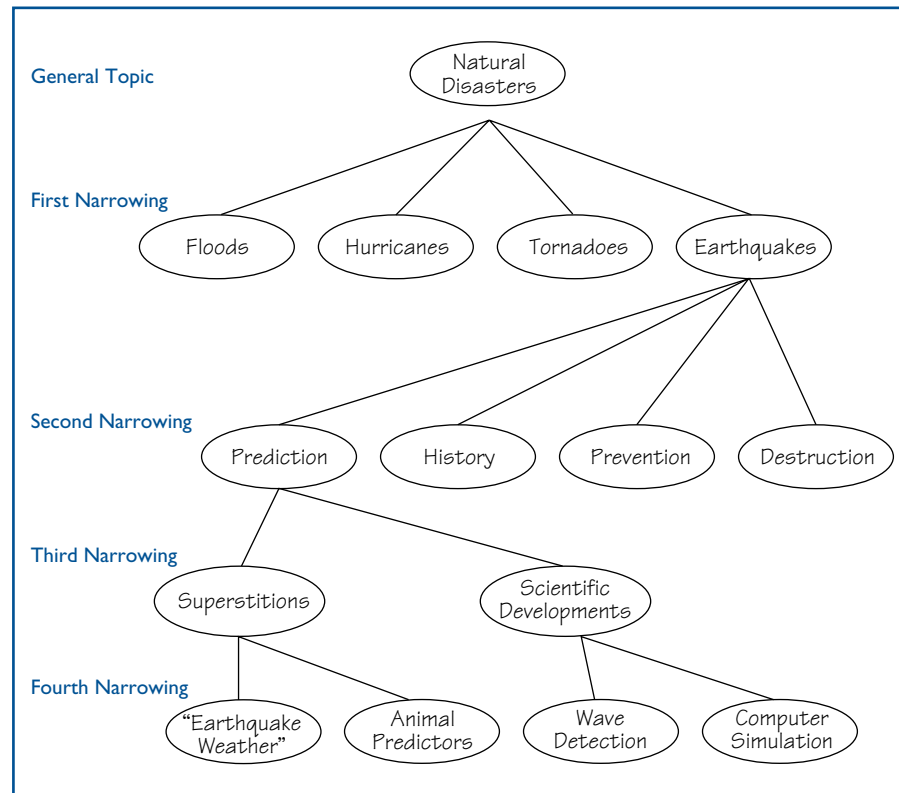 General Topic
Natural
Disasters
First Narrowing
Floods
Hurricanes
Tornadoes
Earthquakes
Second Narrowing
Prediction
History
Prevention
Destruction
Third Narrowing
Superstitions
Scientific
Developments
Fourth Narrowing
“Earthquake
Weather”
Animal
Predictors
Wave
Detection
Computer
Simulation